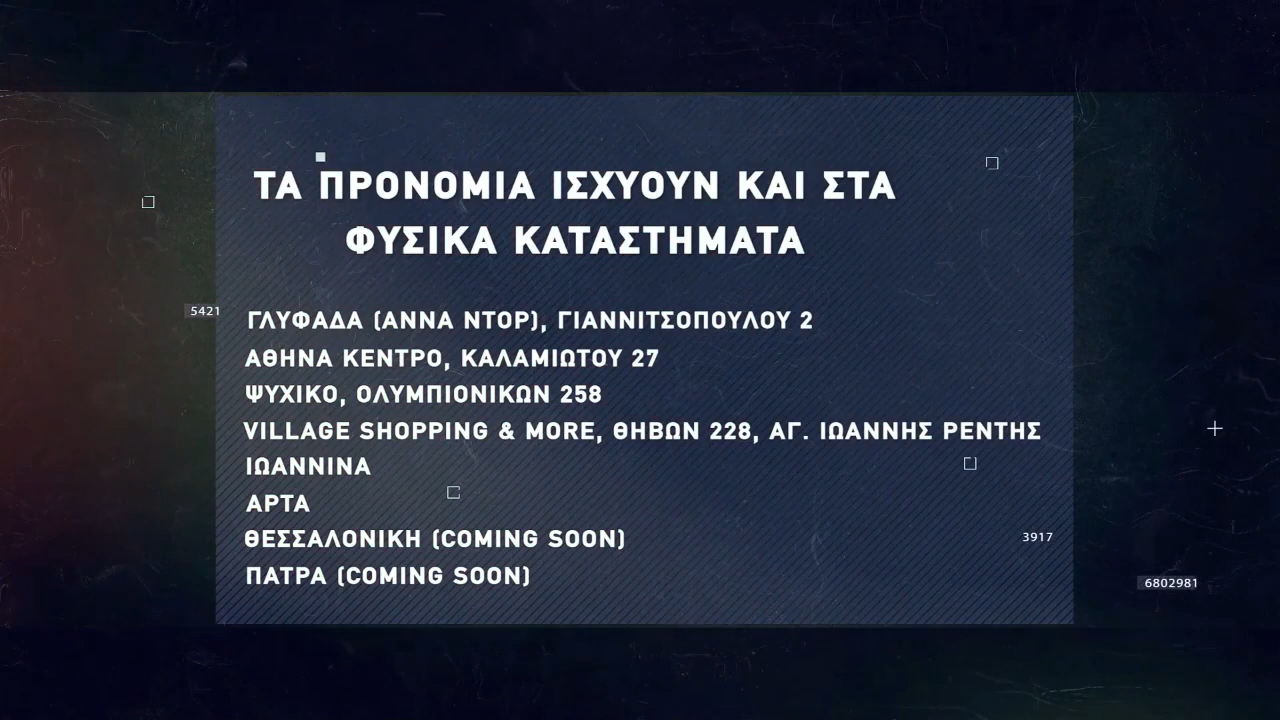 ΤΑ ΠΡΟΝΟΜΙΑ ΙΣΧΥΟΥΝ ΚΑΙ ΣΤΑ
ΦΥΣΙΚΑ ΚΑΤΑΣΤΗΜΑΤΑ
5421
ΓΛΥΦΑΔΑ (ΑΝΝΑ ΝΤΟΡ), ΓΙΑΝΝΙΤΣΟΠΟΥΛΟΥ 2
ΑΘΗΝΑ ΚΕΝΤΡΟ, ΚΑΛΑΜΙΩΤΟΥ 27
ΨΥΧΙΚΟ, ΟΛΥΜΠΙΟΝΙΚΩΝ 258
VILLAGE SHOPPING & MORE, ΘΗΒΩΝ 228, ΑΓ. ΙΩΑΝΝΗΣ ΡΕΝΤΗΣ
ΙΩΑΝΝΙΝΑ
ΑΡΤΑ
ΘΕΣΣΑΛΟΝΙΚΗ (COMING SOON)
3917
ΠΑΤΡΑ (COMING SOON)
6802981